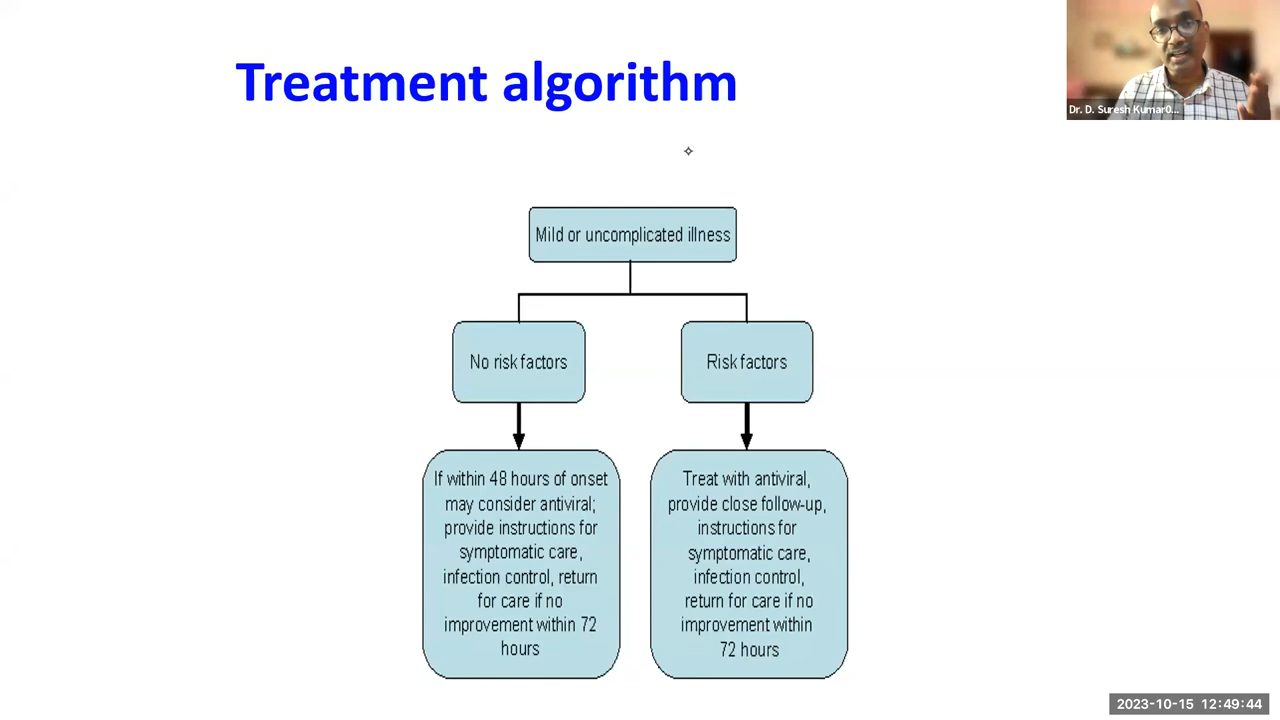 Treatment algorithm
Dr. D. Suresh Kumar0...
Mild or uncomplicated illness
No risk factors
Risk factors
If within 48 hours of onset
may consider antiviral;
provide instructions for
symptomatic care,
infection control, return
for care if no
improvement within 72
hours
Treat with antiviral,
provide close follow-up,
instructions for
symptomatic care,
infection control,
return for care if no
improvement within
72 hours
2023-10-15 12:49:44